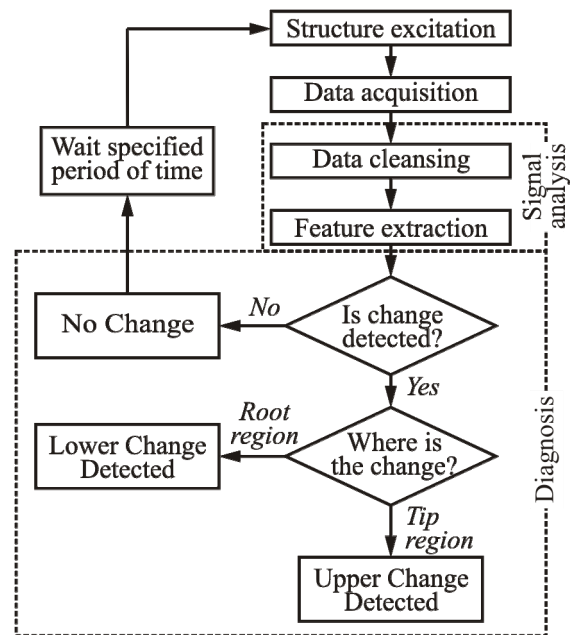 Structure excitation
Data acquisition
Data cleansing
Feature extraction
Signal
analysis
Wait specified
period of time
No Change
No
Is change
detected?
Yes
Root
region
Lower Change
Detected
Where is
the change?
Tip
region
Upper Change
Detected
Diagnosis